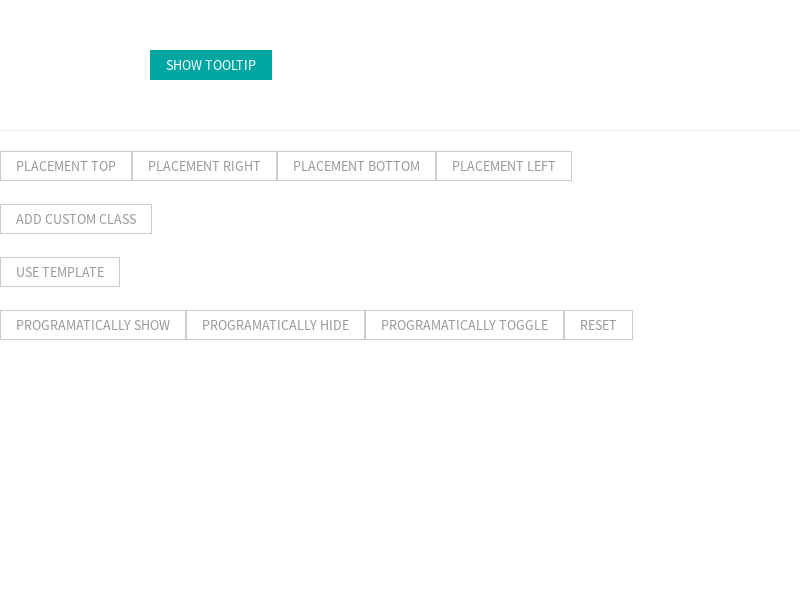 SHOW TOOLTIP
PLACEMENT TOP PLACEMENT RIGHT PLACEMENT BOTTOM PLACEMENT LEFT
ADD CUSTOM CLASS
USE TEMPLATE
PROGRAMATICALLY SHOW PROGRAMATICALLY HIDE PROGRAMATICALLY TOGGLE RESET